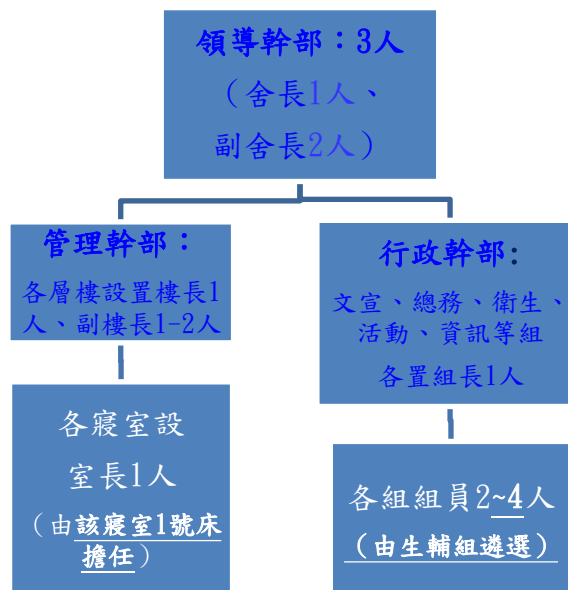 領導幹部：3人
（舍長1人、
副舍長2人）
管理幹部：
各層樓設置樓長1
人、副樓長1-2人
行政幹部：
文宣、總務、衛生、
活動、資訊等組
各置組長1人
各寢室設
室長1人
（由該寢室1號床
擔任）
各組組員2~4人
（由生輔組遴選）